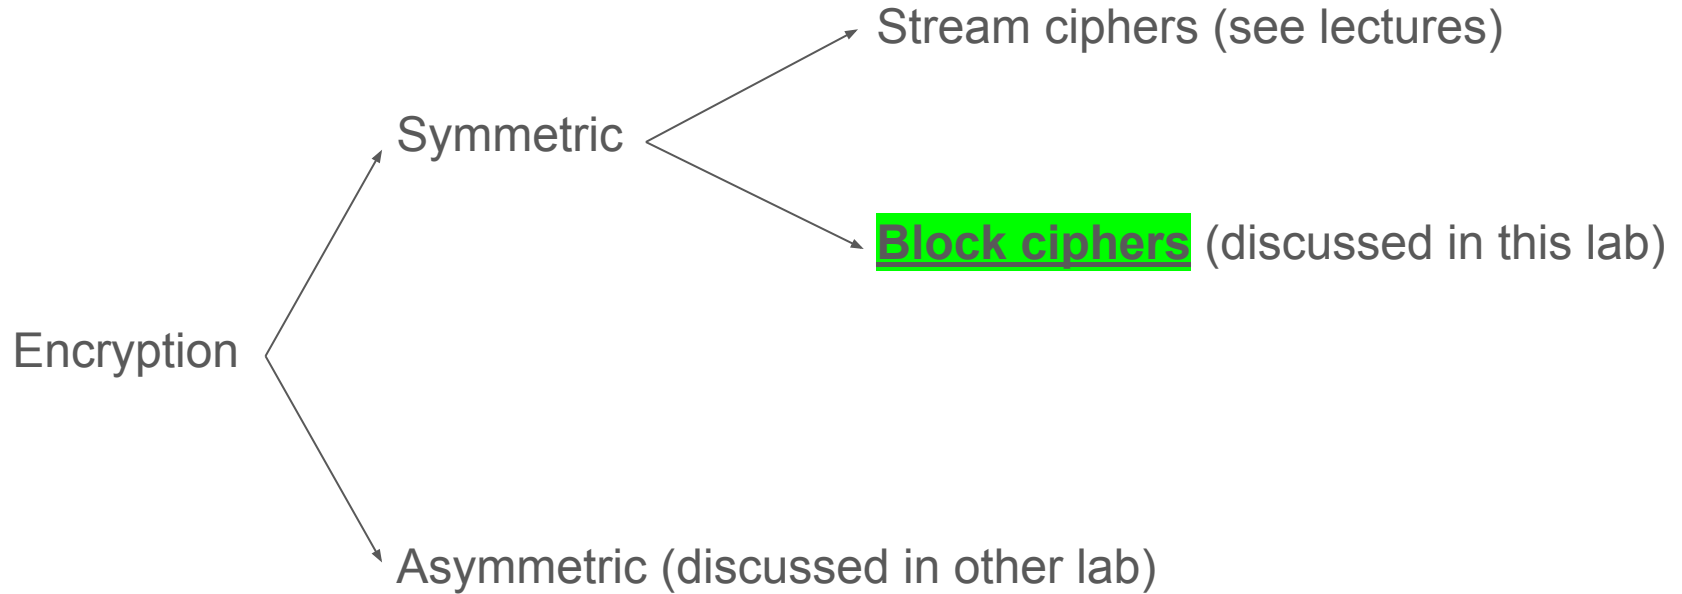 Stream ciphers (see lectures)
Symmetric
Block ciphers (discussed in this lab)
Encryption
Asymmetric (discussed in other lab)